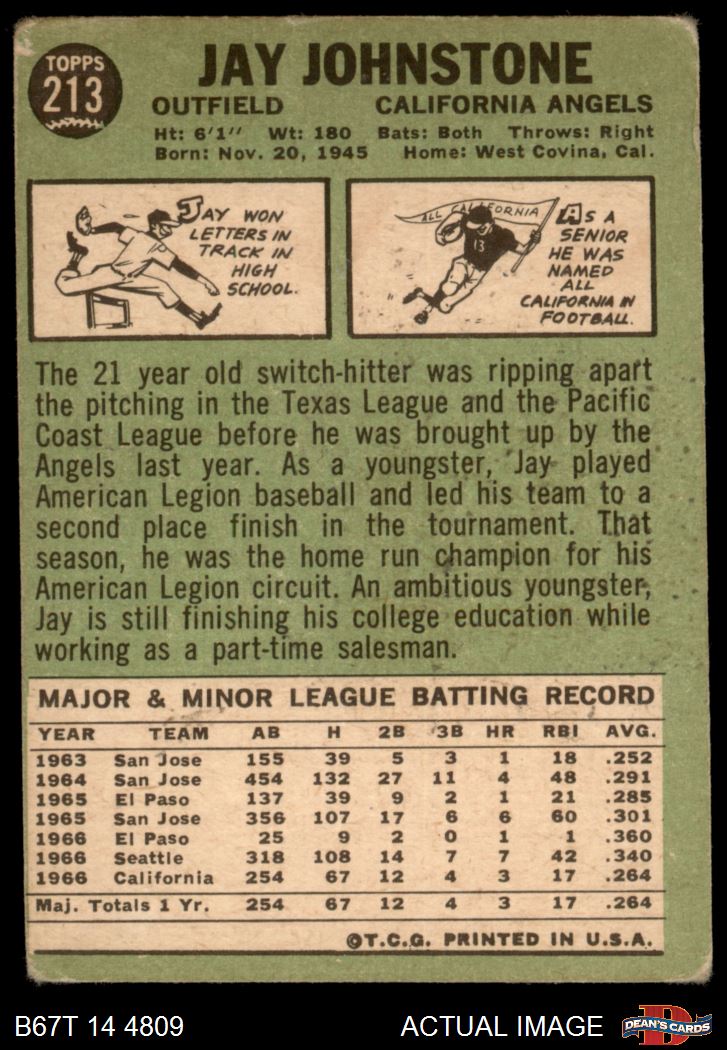 TOPPS
213
JAY JOHNSTONE
OUTFIELD CALIFORNIA ANGELS
Ht: 6'1" Wt: 180 Bats: Both Throws: Right
Born: Nov. 20, 1945 Home: West Covina, Cal.
JAY WON
LETTERS IN
TRACK IN
HIGH
SCHOOL.
ALL CALIFORNIA
13
AS A
SENIOR
HE WAS
NAMED
ALL
CALIFORNIA IN
FOOTBALL.
The 21 year old switch-hitter was ripping apart
the pitching in the Texas League and the Pacific
Coast League before he was brought up by the
Angels last year. As a youngster, Jay played
American Legion baseball and led his team to a
second place finish in the tournament. That
season, he was the home run champion for his
American Legion circuit. An ambitious youngster,
Jay is still finishing his college education while
working as a part-time salesman.
MAJOR & MINOR LEAGUE BATTING RECORD
YEAR TEAM AB H 2B 3B HR RBI AVG.
1963 San Jose 155 39 5 3 1 18 .252
1964 San Jose 454 132 27 11 4 48 .291
1965 El Paso 137 39 9 2 1 21 .285
1965 San Jose 356 107 17 6 6 60 .301
1966 El Paso 25 9 2 0 1 1 .360
1966 Seattle 318 108 14 7 7 42 .340
1966 California 254 67 12 4 3 17 .264
Maj. Totals 1 Yr. 254 67 12 4 3 17 .264
©T.C.G. PRINTED IN U.S.A.
B67T 14 4809 ACTUAL IMAGE
D
DEAN'S CARDS